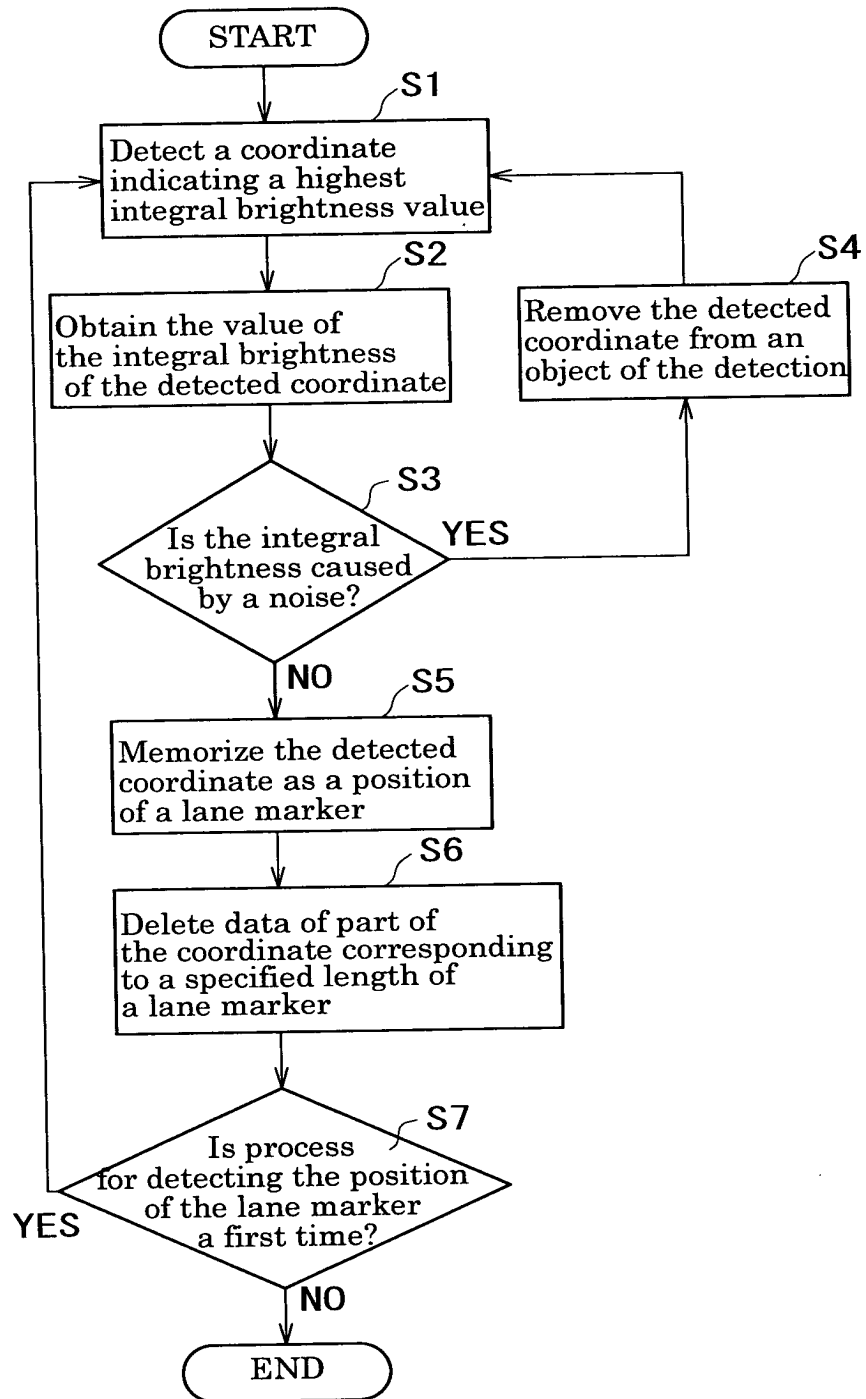 START
S1
Detect a coordinate
indicating a highest
integral brightness value
S2
Obtain the value of
the integral brightness
of the detected coordinate
S4
Remove the detected
coordinate from an
object of the detection
S3
Is the integral
brightness caused
by a noise?
YES
NO
S5
Memorize the detected
coordinate as a position
of a lane marker
S6
Delete data of part of
the coordinate corresponding
to a specified length of
a lane marker
S7
Is process
for detecting the position
of the lane marker
a first time?
YES
NO
END